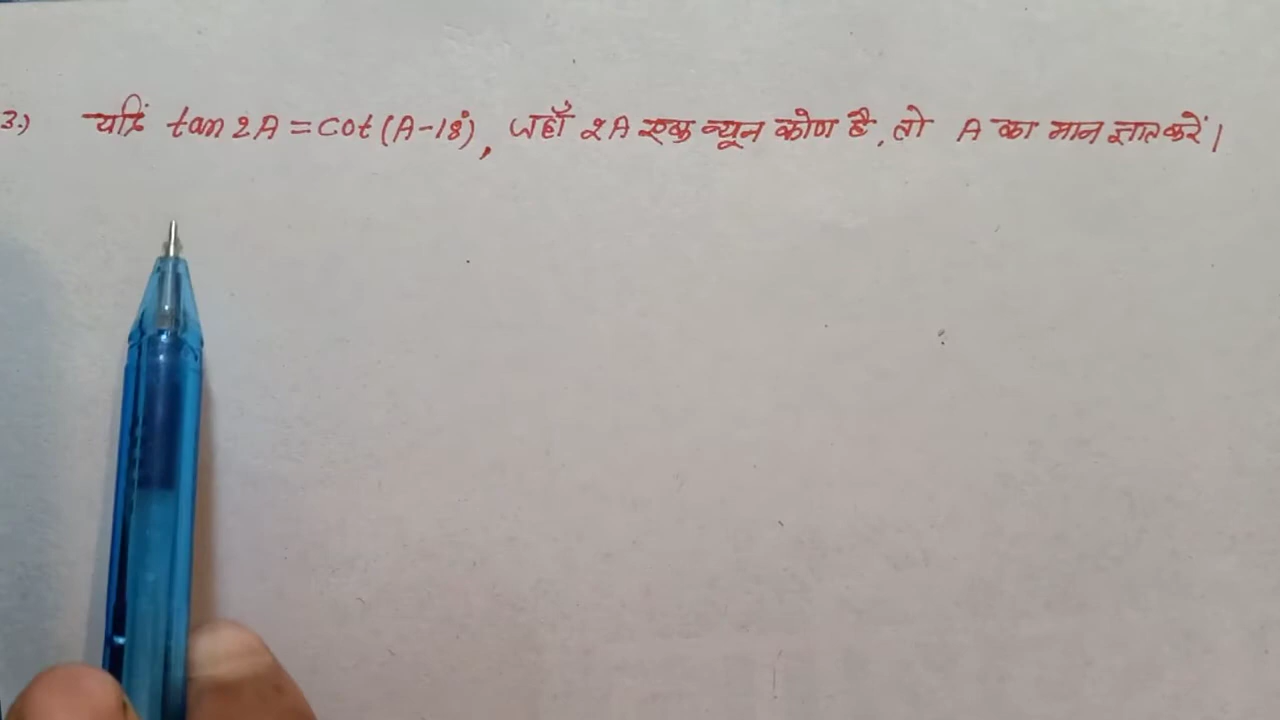 3.) यदि tan 2A = cot (A-18°), जहाँ 2A एक न्यून कोण है, तो A का मान ज्ञात करें।